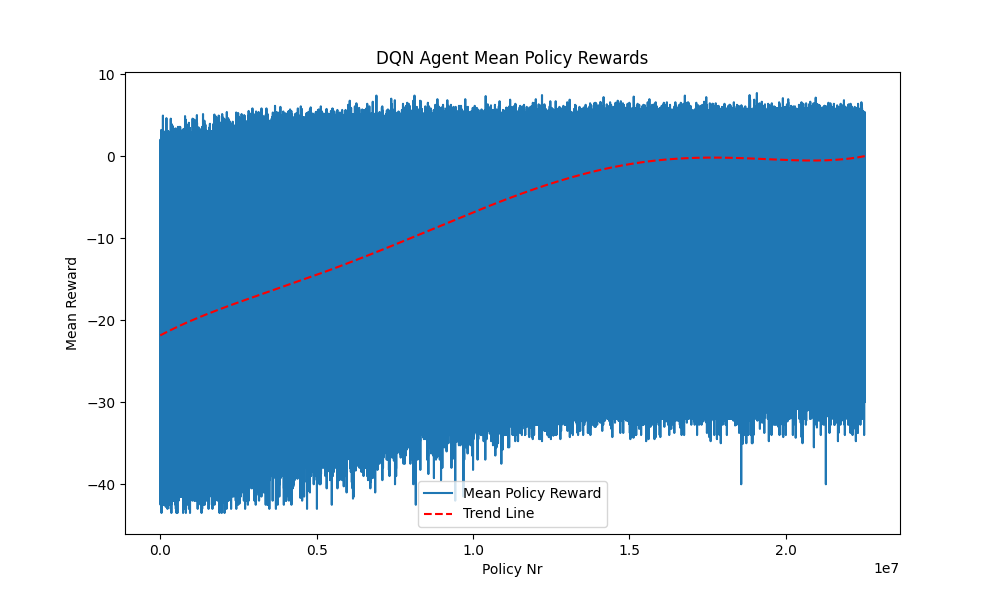 DQN Agent Mean Policy Rewards
10
0
−10
−20
−30
−40
Mean Reward
Mean Policy Reward
Trend Line
0.0 0.5 1.0 1.5 2.0
1e7
Policy Nr